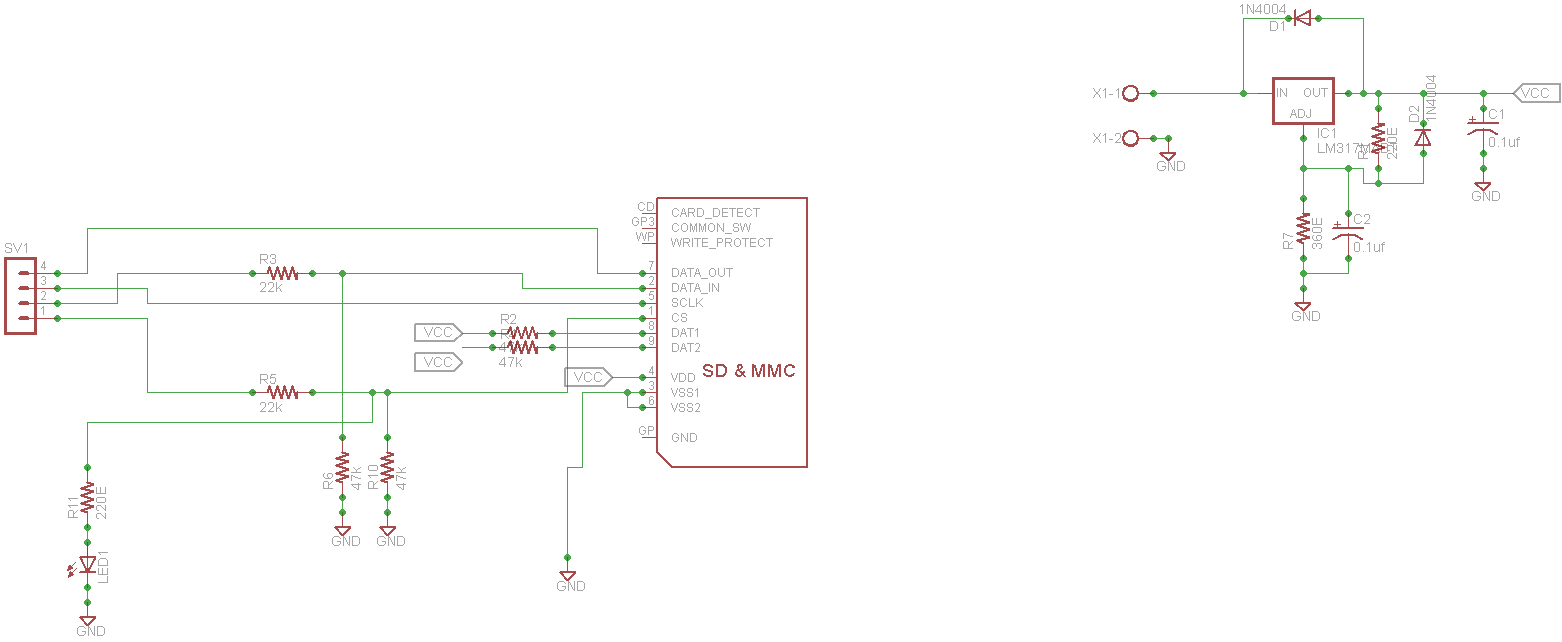 1N4004
D1
X1-1
IN OUT
ADJ
VCC
D2
1N4004
C1
0.1uf
GND
IC1
LM317M
220E
X1-2
GND
R7
360E
C2
0.1uf
GND
SV1
4
3
2
1
R3
22k
R5
22k
R2
47k
VCC
VCC
VCC
CD CARD_DETECT
GP3 COMMON_SW
WP WRITE_PROTECT
7 DATA_OUT
2 DATA_IN
5 SCLK
1 CS
8 DAT1
9 DAT2
4 VDD
3 VSS1
6 VSS2
GP GND
SD & MMC
R6
47k
GND
R10
47k
GND
GND
R11
220E
LED1
GND